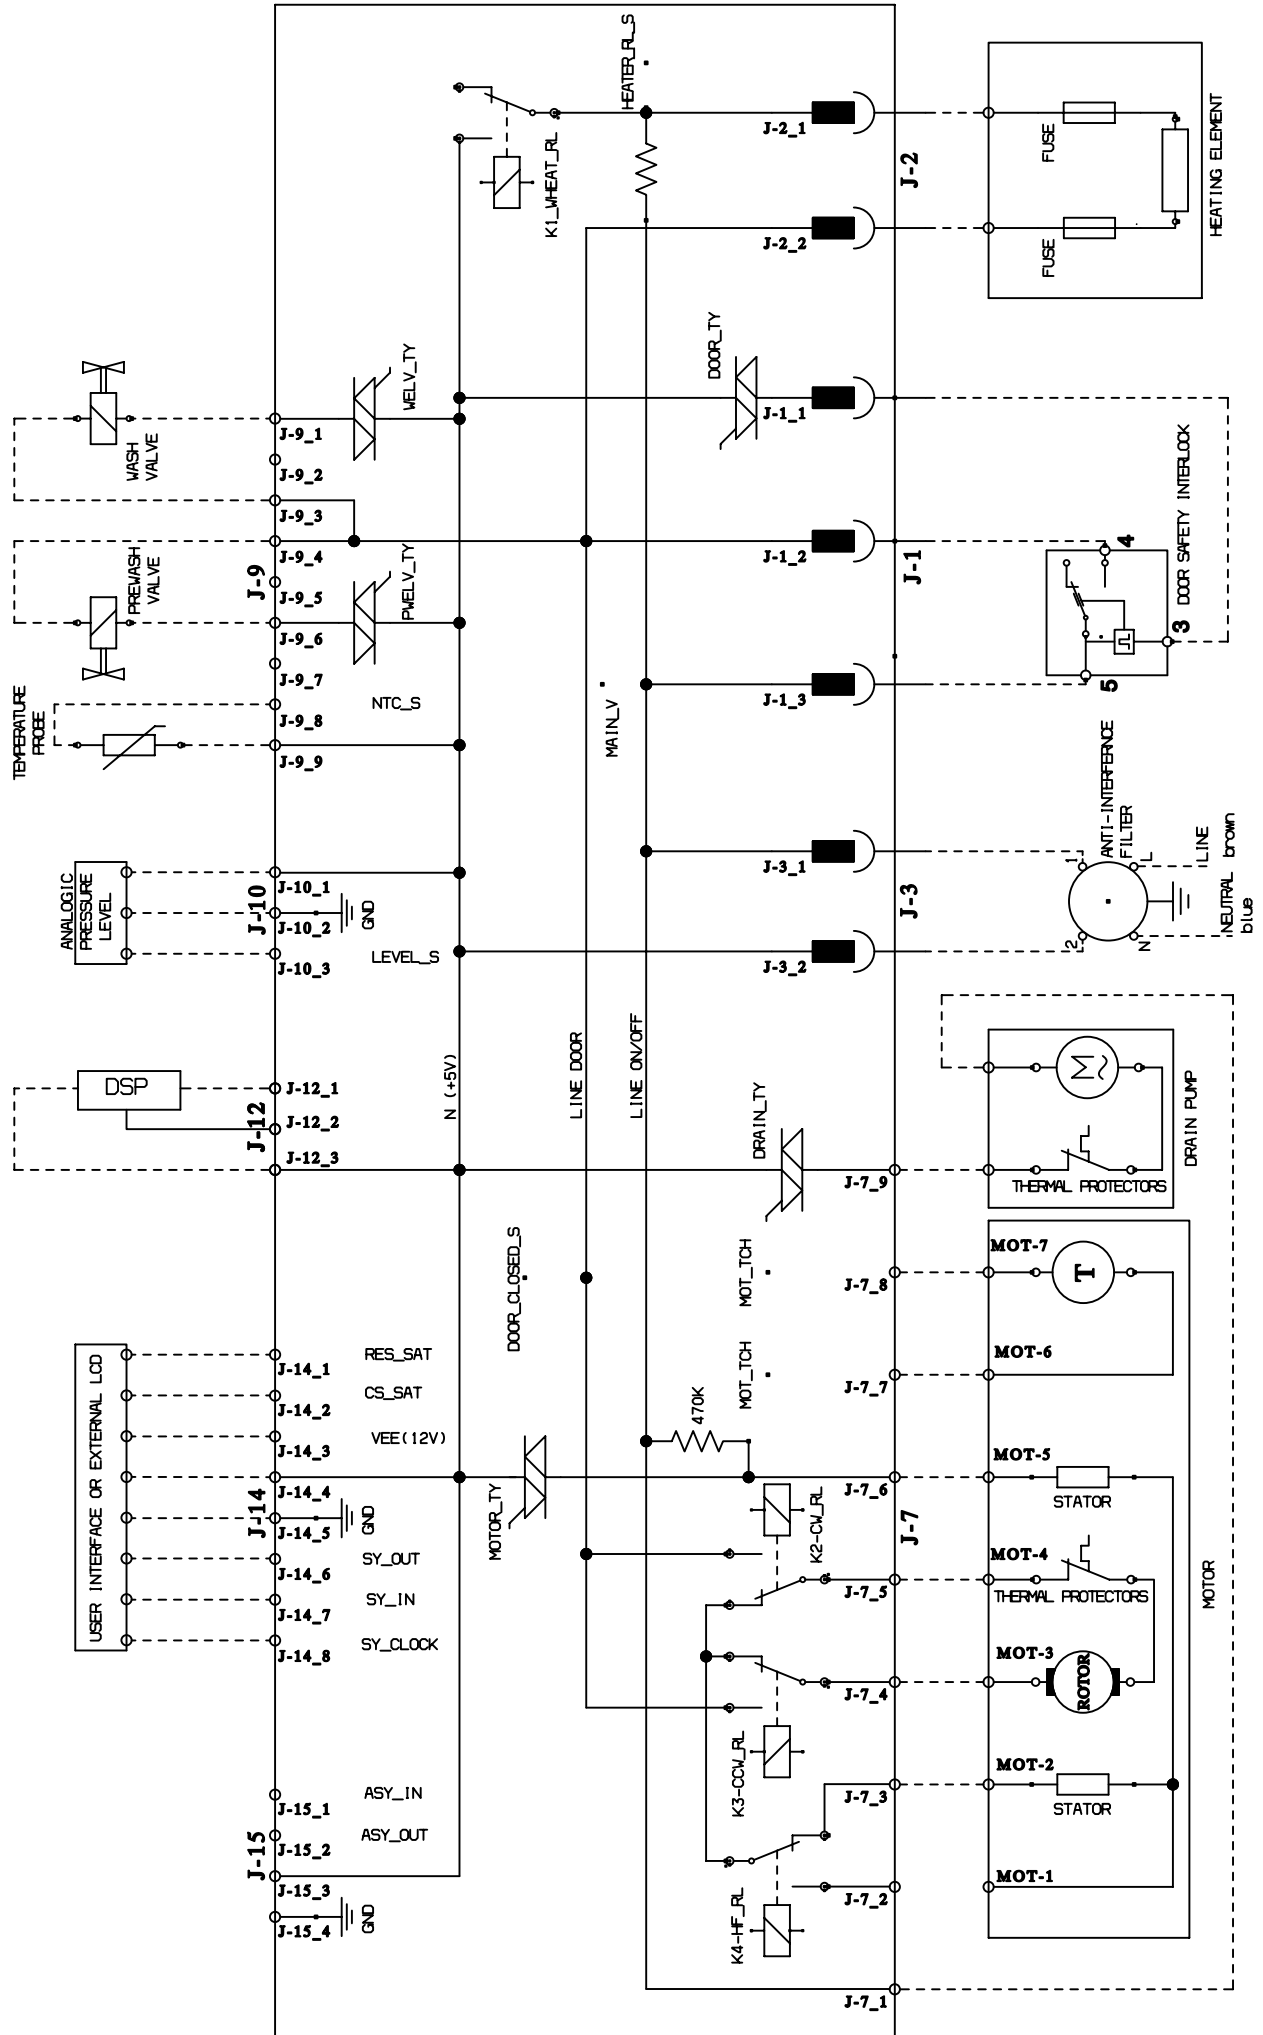 HEATER_RL_S
K1_WHEAT_RL
J-2_1
J-2
J-2_2
FUSE
FUSE
HEATING ELEMENT
WASH
VALVE
J-9_1
J-9_2
J-9_3
J-9_4
J-9
J-9_5
J-9_6
J-9_7
J-9_8
J-9_9
WELV_TY
DOOR_TY
J-1_1
J-1_2
J-1
J-1_3
DOOR SAFETY INTERLOCK
4
3
5
PREWASH
VALVE
PWELV_TY
NTC_S
MAIN_V
TEMPERATURE
PROBE
ANALOGIC
PRESSURE
LEVEL
J-10
J-10_1
J-10_2
J-10_3
GND
LEVEL_S
J-3_1
J-3
J-3_2
ANTI-INTERFERNCE
FILTER
1
2
L
N
LINE
brown
NEUTRAL
blue
DSP
J-12
J-12_1
J-12_2
J-12_3
N (+5V)
LINE DOOR
LINE ON/OFF
DRAIN_TY
J-7_9
THERMAL PROTECTORS
DRAIN PUMP
DOOR_CLOSED_S
MOT_TCH
J-7_8
MOT-7
T
MOT_TCH
J-7_7
MOT-6
USER INTERFACE OR EXTERNAL LCD
J-14
J-14_1
RES_SAT
J-14_2
CS_SAT
J-14_3
VEE(12V)
J-14_4
J-14_5
GND
J-14_6
SY_OUT
J-14_7
SY_IN
J-14_8
SY_CLOCK
MOTOR_TY
470K
J-7_6
MOT-5
STATOR
J-7
K2-CW_RL
J-7_5
MOT-4
THERMAL PROTECTORS
MOTOR
K3-CCW_RL
J-7_4
MOT-3
ROTOR
J-7_3
MOT-2
STATOR
K4-HF_RL
J-7_2
MOT-1
J-7_1
J-15
J-15_1
ASY_IN
J-15_2
ASY_OUT
J-15_3
J-15_4
GND